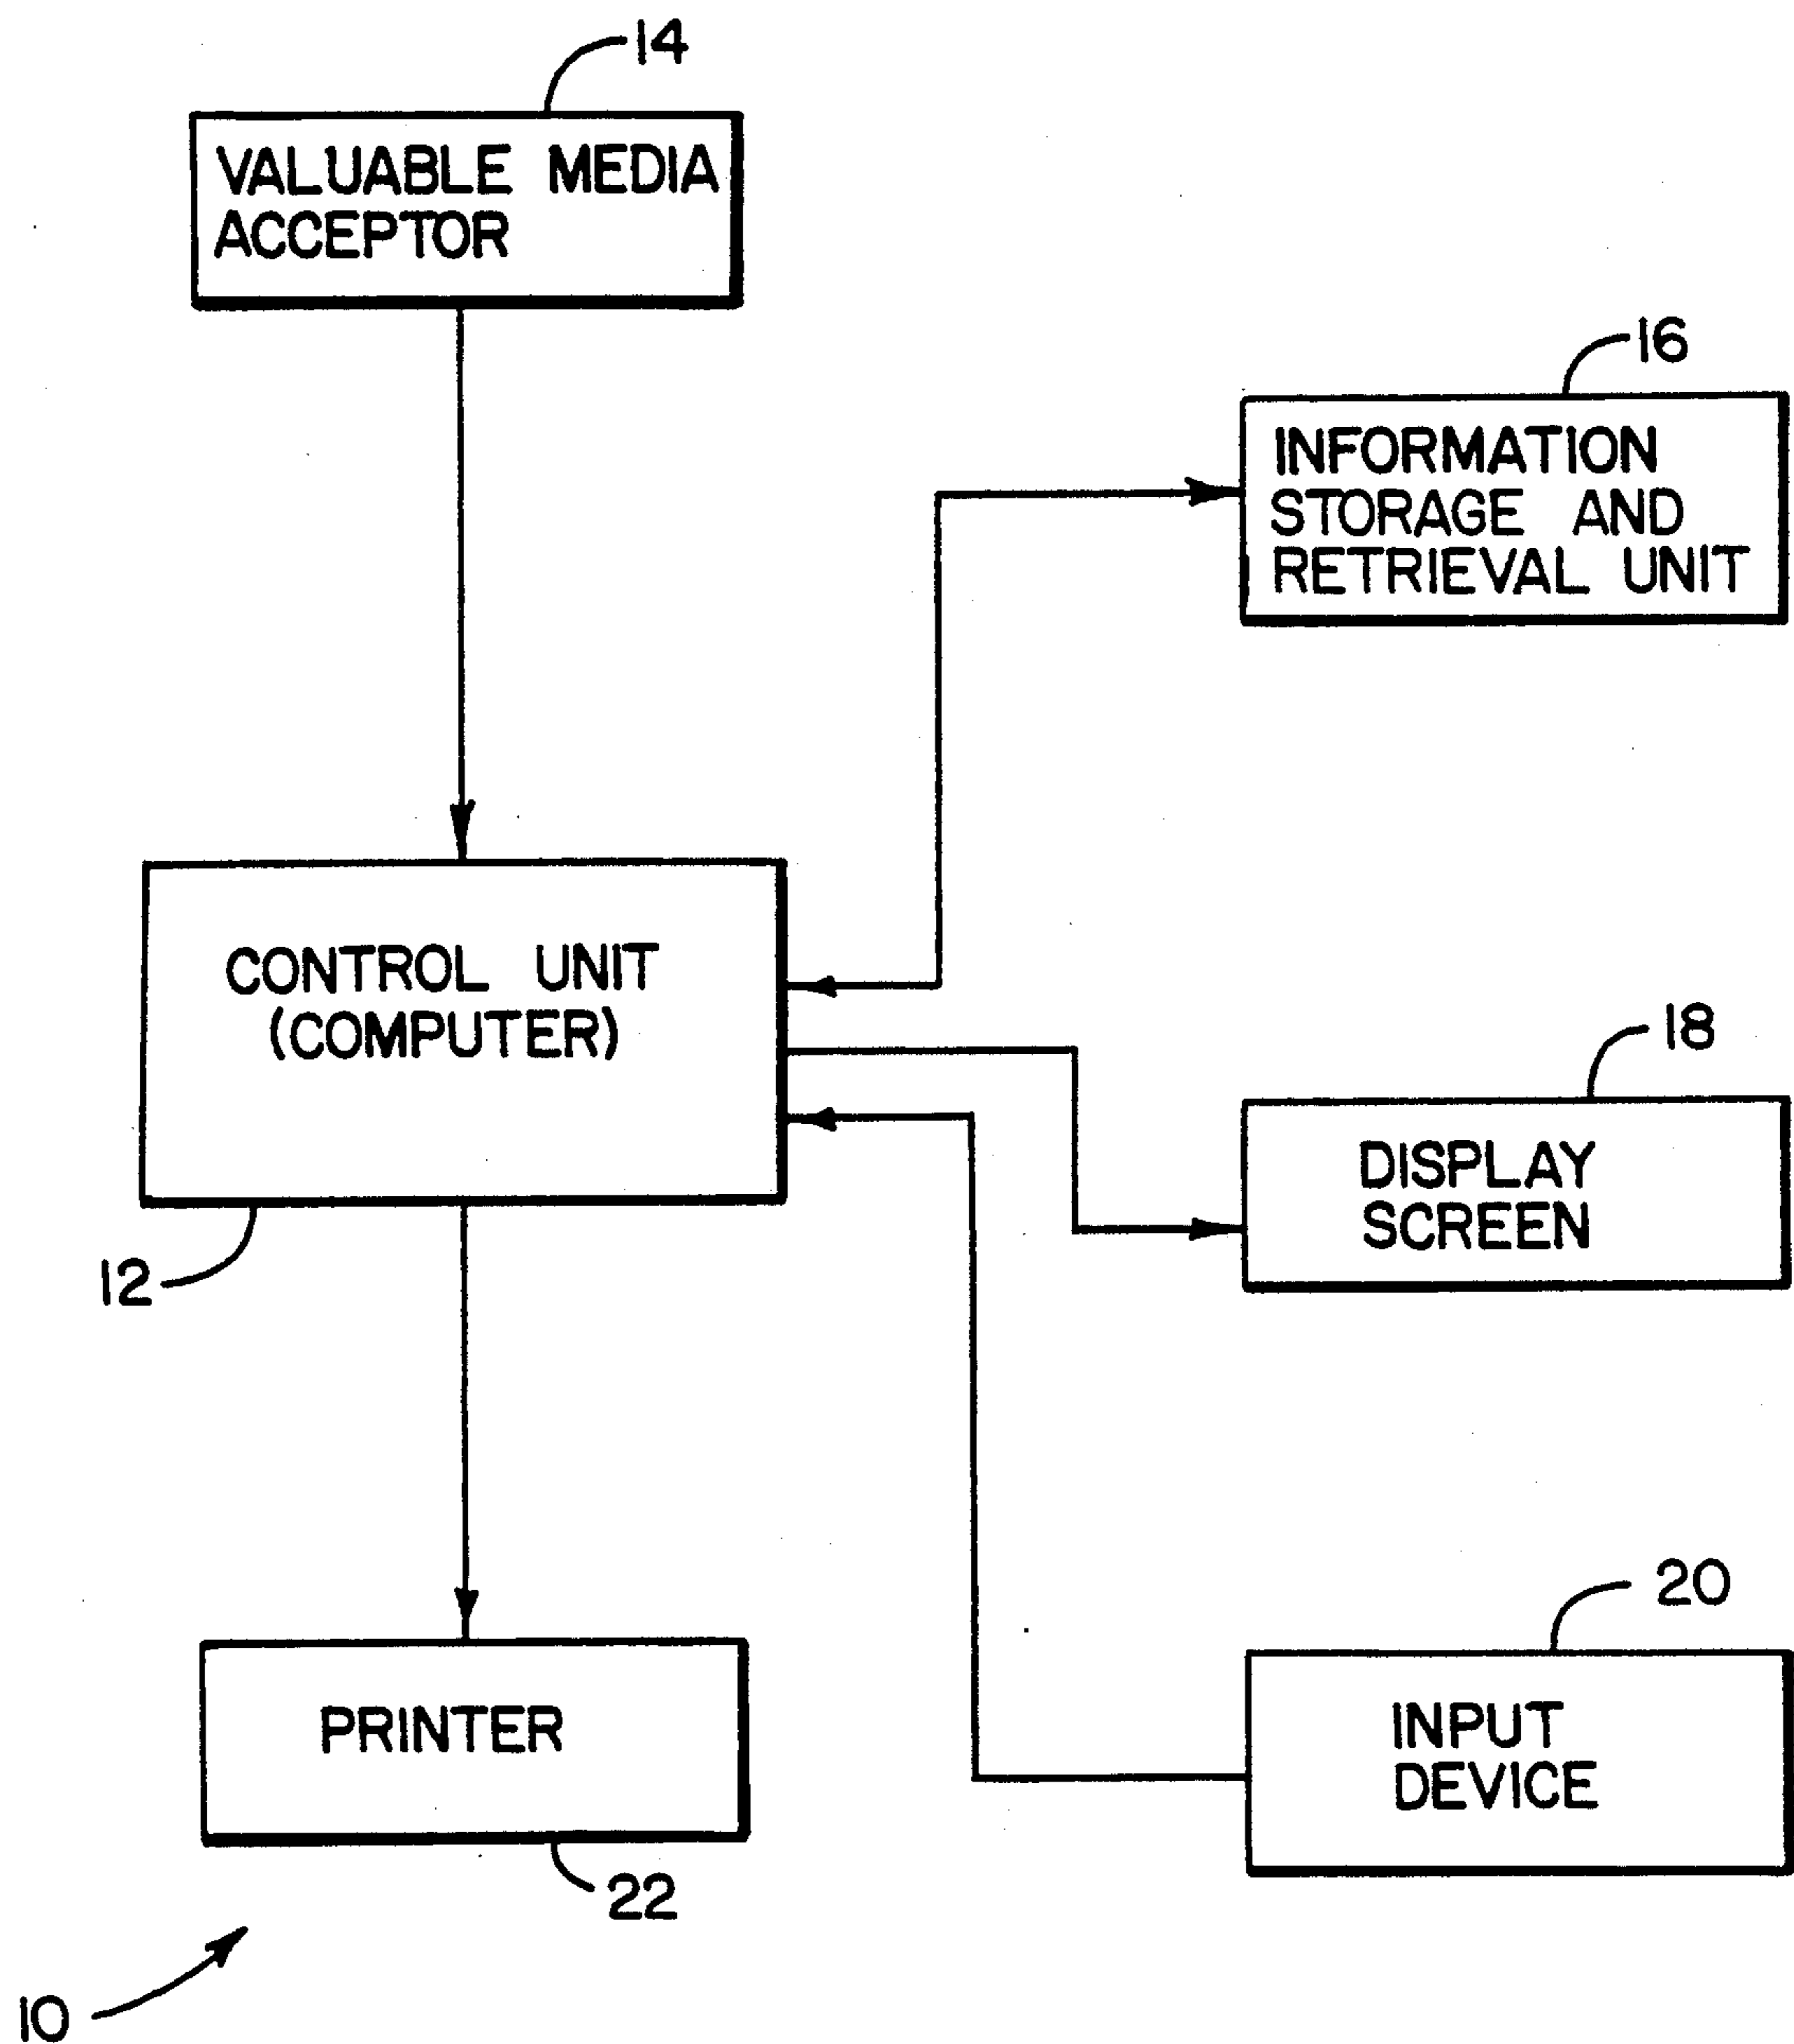 14
VALUABLE MEDIA
ACCEPTOR
16
INFORMATION
STORAGE AND
RETRIEVAL UNIT
CONTROL UNIT
(COMPUTER)
18
DISPLAY
SCREEN
12
20
PRINTER
INPUT
DEVICE
22
10